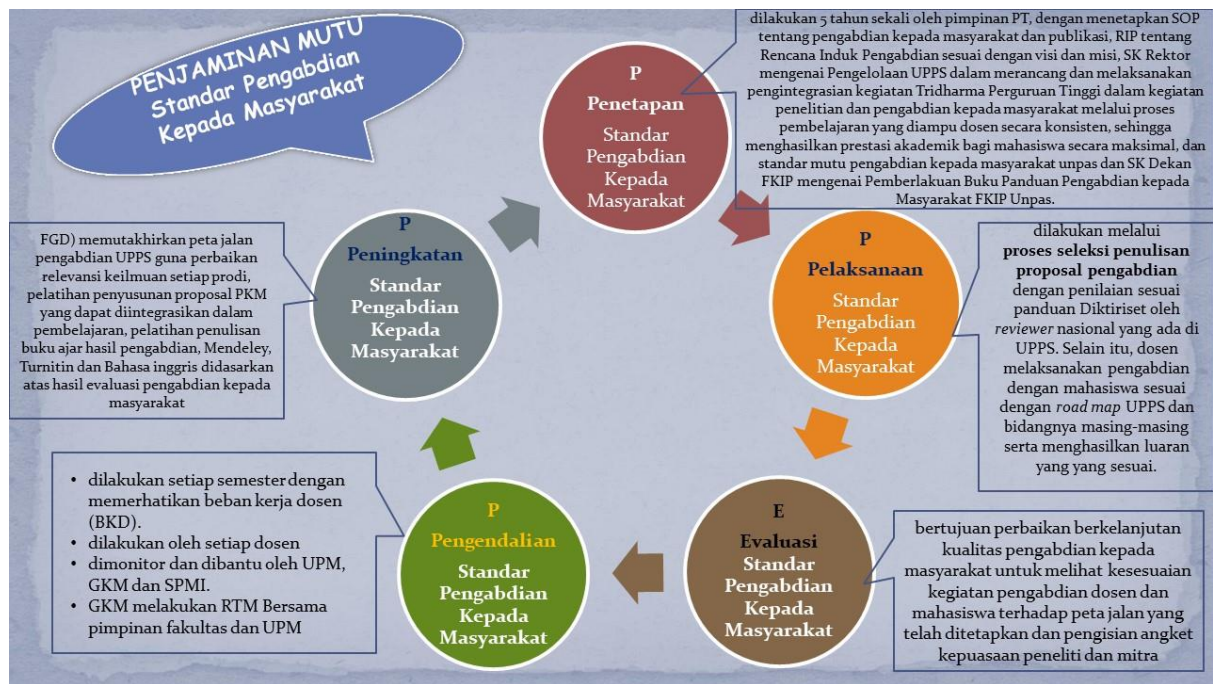 PENJAMINAN MUTU
Standar Pengabdian
Kepada Masyarakat
P
Penetapan
Standar
Pengabdian
Kepada
Masyarakat
dilakukan 5 tahun sekali oleh pimpinan PT, dengan menetapkan SOP
tentang pengabdian kepada masyarakat dan publikasi, RIP tentang
Rencana Induk Pengabdian sesuai dengan visi dan misi, SK Rektor
mengenai Pengelolaan UPPS dalam merancang dan melaksanakan
pengintegrasian kegiatan Tridharma Perguruan Tinggi dalam kegiatan
penelitian dan pengabdian kepada masyarakat melalui proses
pembelajaran yang diampu dosen secara konsisten, sehingga
menghasilkan prestasi akademik bagi mahasiswa secara maksimal, dan
standar mutu pengabdian kepada masyarakat unpas dan SK Dekan
FKIP mengenai Pemberlakuan Buku Panduan Pengabdian kepada
Masyarakat FKIP Unpas.
P
Pelaksanaan
Standar
Pengabdian
Kepada
Masyarakat
dilakukan melalui
proses seleksi penulisan
proposal pengabdian
dengan penilaian sesuai
panduan Diktiriset oleh
reviewer nasional yang ada di
UPPS. Selain itu, dosen
melaksanakan pengabdian
dengan mahasiswa sesuai
dengan road map UPPS dan
bidangnya masing-masing
serta menghasilkan luaran
yang yang sesuai.
E
Evaluasi
Standar
Pengabdian
Kepada
Masyarakat
bertujuan perbaikan berkelanjutan
kualitas pengabdian kepada
masyarakat untuk melihat kesesuaian
kegiatan pengabdian dosen dan
mahasiswa terhadap peta jalan yang
telah ditetapkan dan pengisian angket
kepuasaan peneliti dan mitra
P
Pengendalian
Standar
Pengabdian
Kepada
Masyarakat
• dilakukan setiap semester dengan
memerhatikan beban kerja dosen
(BKD).
• dilakukan oleh setiap dosen
• dimonitor dan dibantu oleh UPM,
GKM dan SPMI.
• GKM melakukan RTM Bersama
pimpinan fakultas dan UPM
P
Peningkatan
Standar
Pengabdian
Kepada
Masyarakat
FGD) memutakhirkan peta jalan
pengabdian UPPS guna perbaikan
relevansi keilmuan setiap prodi,
pelatihan penyusunan proposal PKM
yang dapat diintegrasikan dalam
pembelajaran, pelatihan penulisan
buku ajar hasil pengabdian, Mendeley,
Turnitin dan Bahasa inggris didasarkan
atas hasil evaluasi pengabdian kepada
masyarakat